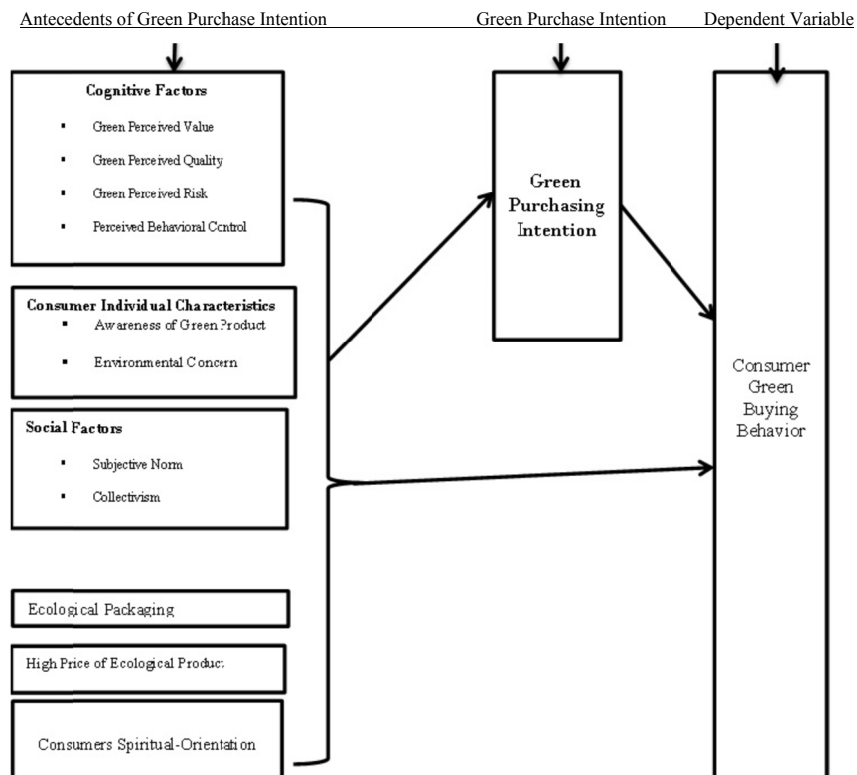 Antecedents of Green Purchase Intention
Green Purchase Intention
Dependent Variable
Cognitive Factors
▪ Green Perceived Value
▪ Green Perceived Quality
▪ Green Perceived Risk
▪ Perceived Behavioral Control
Consumer Individual Characteristics
▪ Awareness of Green Product
▪ Environmental Concern
Social Factors
▪ Subjective Norm
▪ Collectivism
Ecological Packaging
High Price of Ecological Product
Consumers Spiritual-Orientation
Green
Purchasing
Intention
Consumer
Green
Buying
Behavior